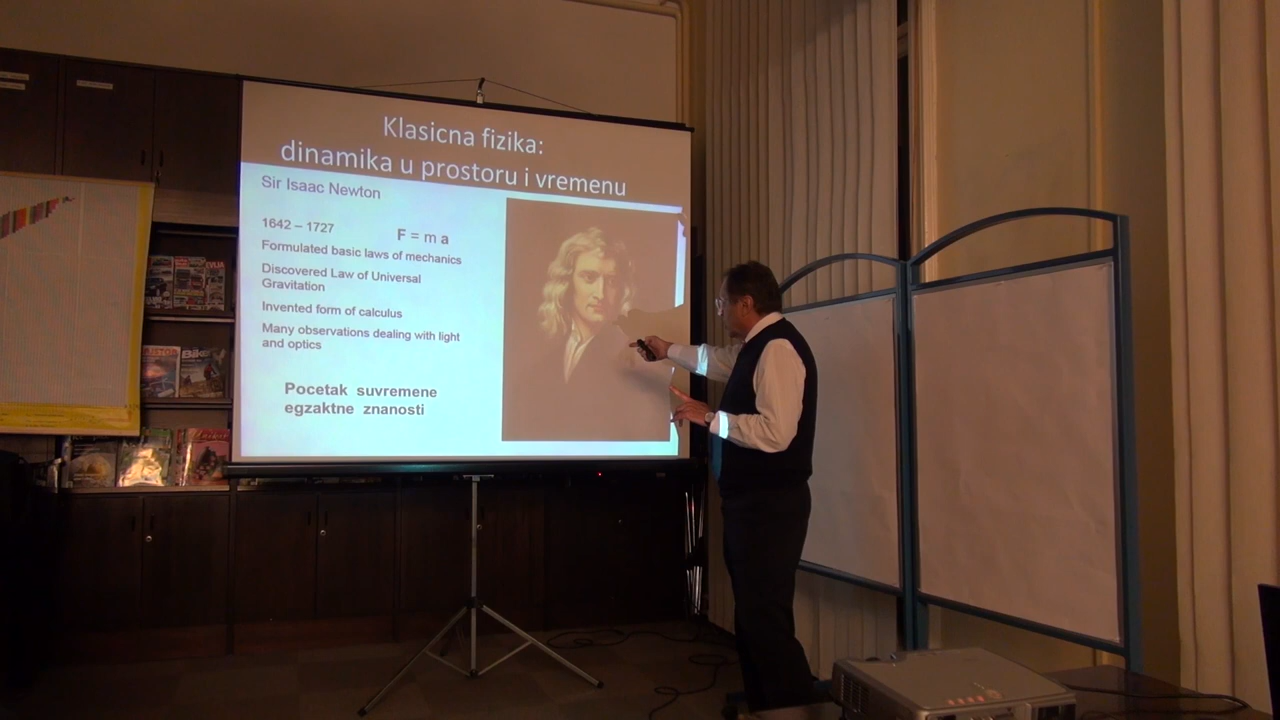 Klasicna fizika:
dinamika u prostoru i vremenu
Sir Isaac Newton
1642 – 1727
F = m a
Formulated basic laws of mechanics
Discovered Law of Universal
Gravitation
Invented form of calculus
Many observations dealing with light
and optics
Pocetak suvremene
egzaktne znanosti